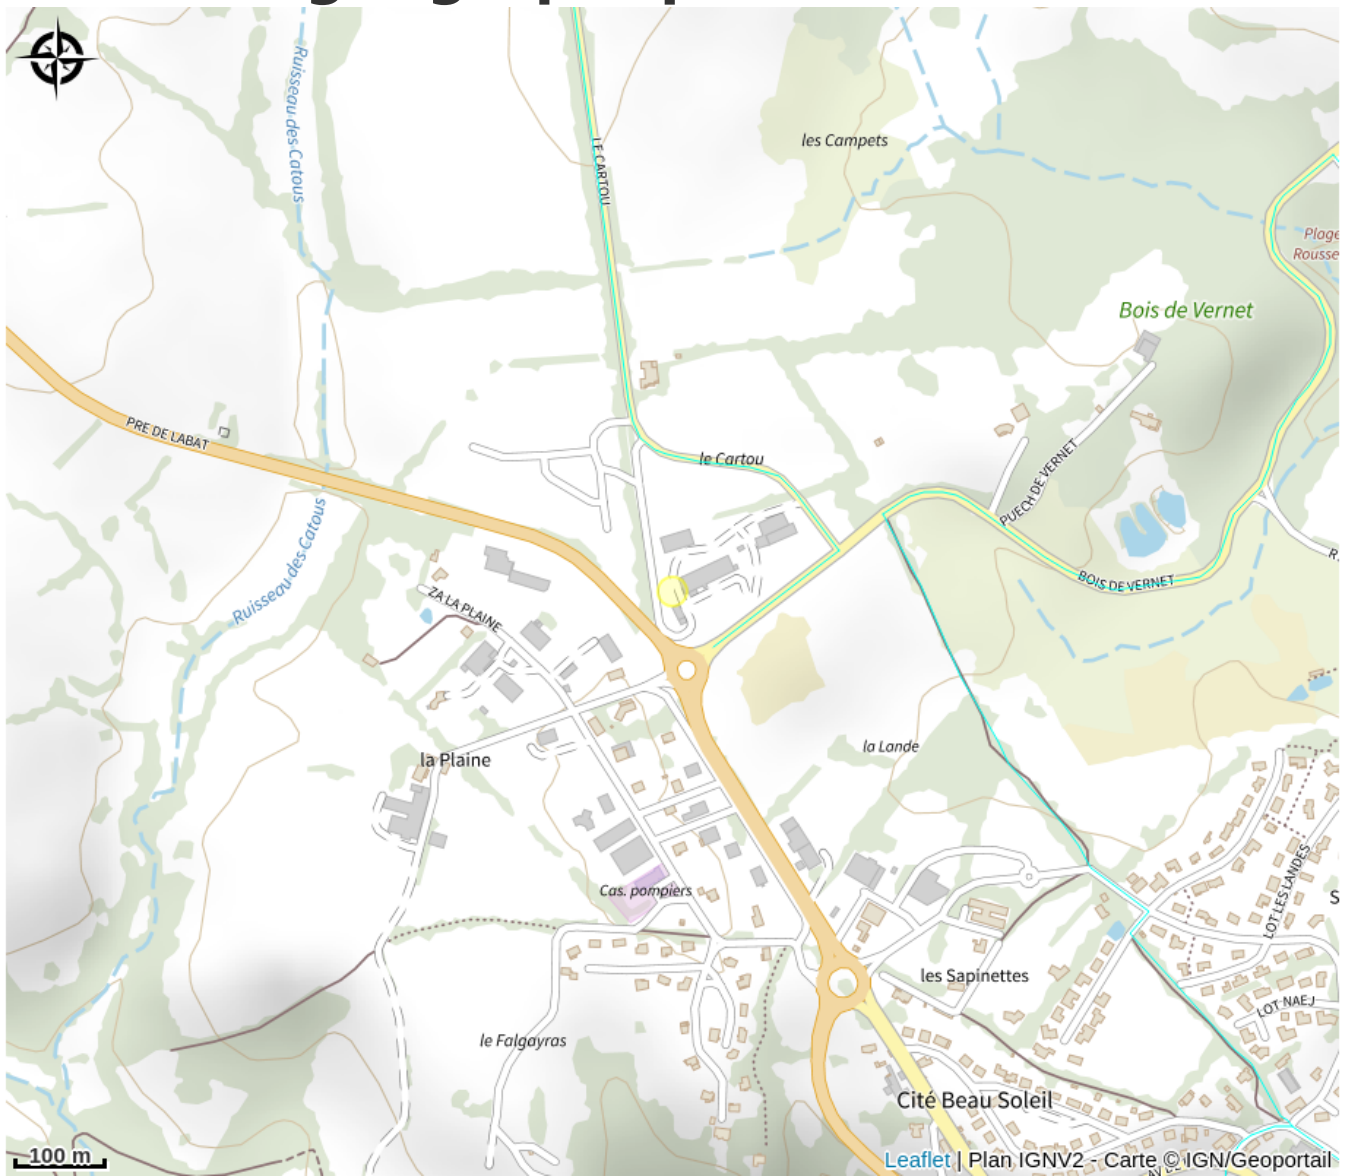 Ruisseau des Catous
LE CARTOU
les Campets
Plage
Rousse
Bois de Vernet
PRE DE LABAT
le Cartou
PUECH DE VERNET
R.
BOIS DE VERNET
Ruisseau des Catous
ZA LA PLAINE
la Plaine
la Lande
Cas. pompiers
LOT LES LANDES
S
les Sapinettes
LOT NAEJ
le Falgayras
Cité Beau Soleil
100 m
Leaflet | Plan IGNV2 - Carte © IGN/Geoportail